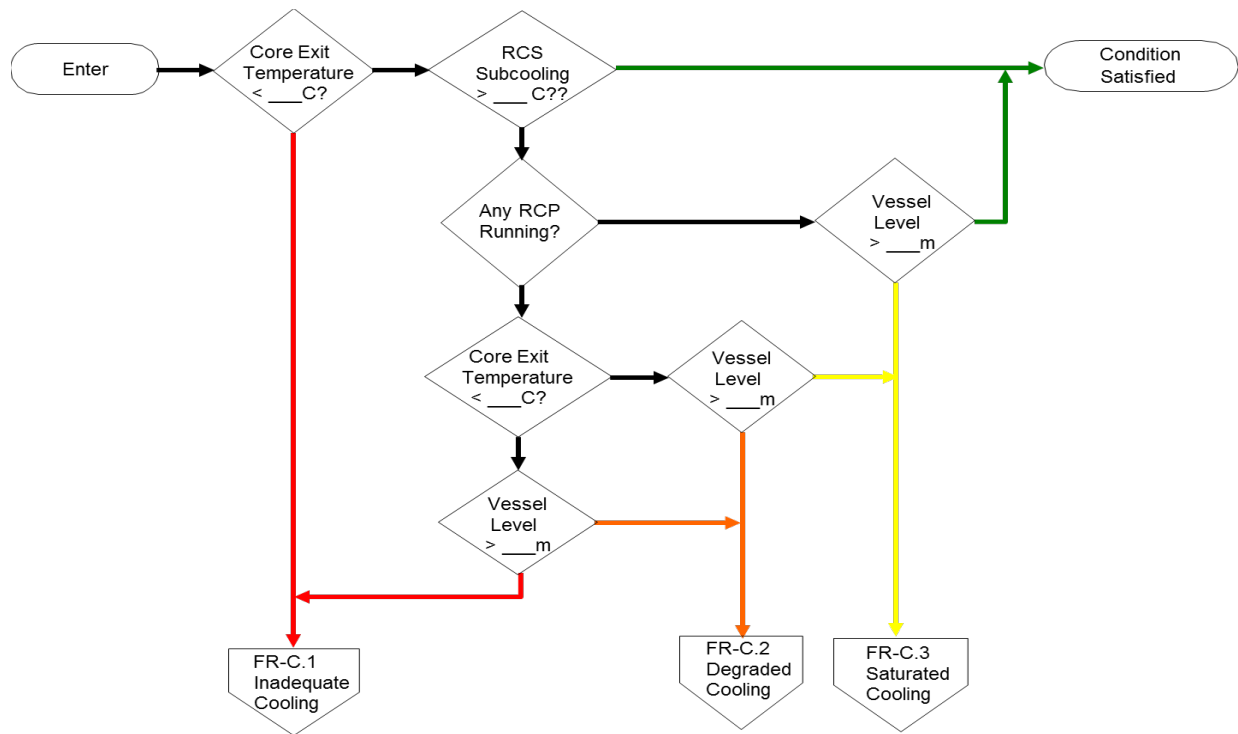 Enter
Core Exit
Temperature
< ___C?
RCS
Subcooling
> ___ C??
Condition
Satisfied
Any RCP
Running?
Vessel
Level
> ___m
Core Exit
Temperature
< ___C?
Vessel
Level
> ___m
Vessel
Level
> ___m
FR-C.1
Inadequate
Cooling
FR-C.2
Degraded
Cooling
FR-C.3
Saturated
Cooling